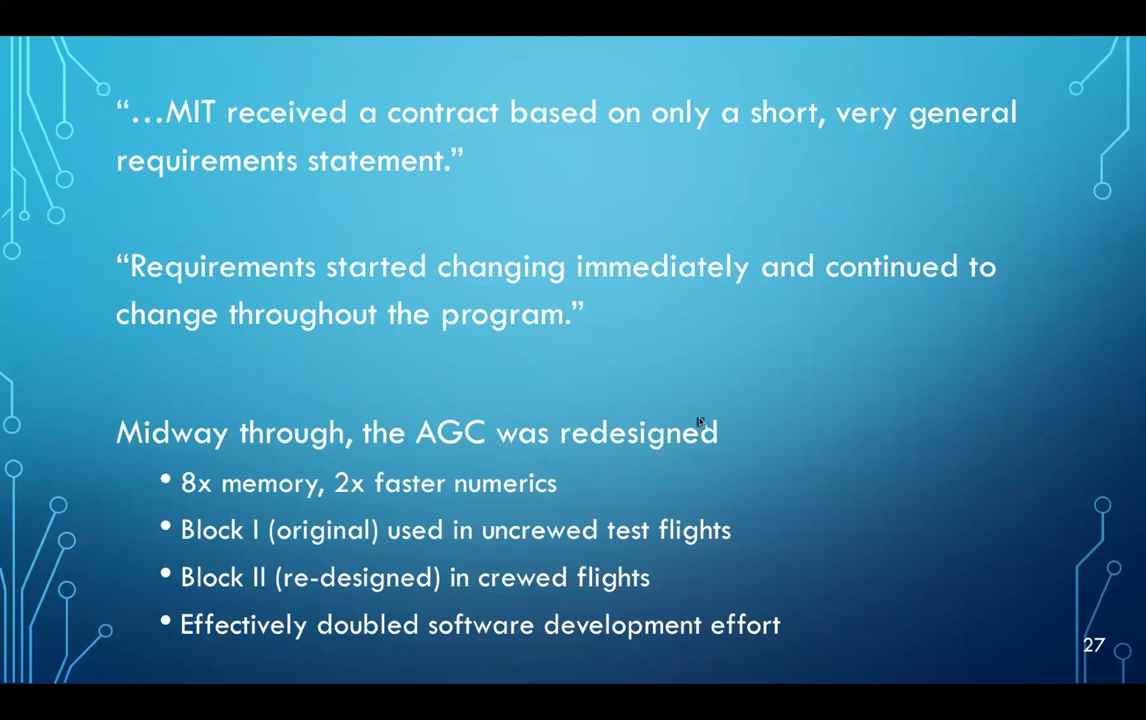 “…MIT received a contract based on only a short, very general
requirements statement.”
“Requirements started changing immediately and continued to
change throughout the program.”
Midway through, the AGC was redesigned
• 8x memory, 2x faster numerics
• Block I (original) used in uncrewed test flights
• Block II (re-designed) in crewed flights
• Effectively doubled software development effort
27